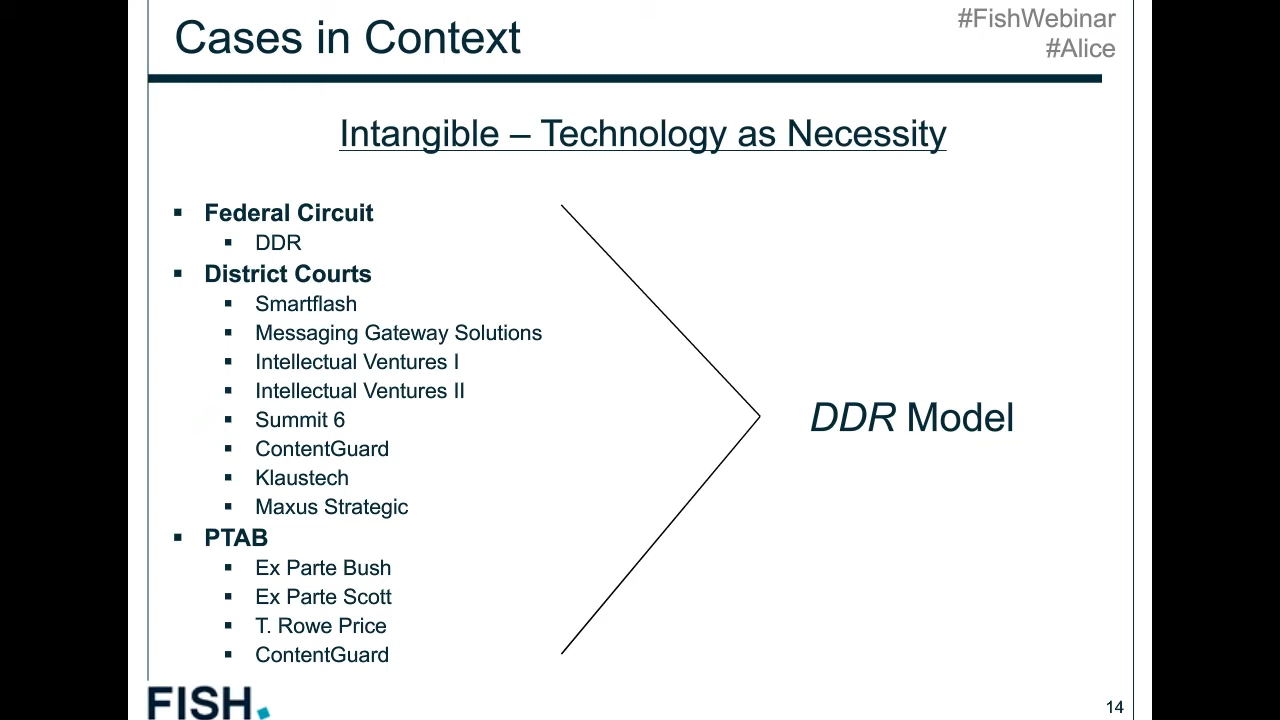 Cases in Context
#FishWebinar
#Alice
Intangible – Technology as Necessity
Federal Circuit
DDR
District Courts
Smartflash
Messaging Gateway Solutions
Intellectual Ventures I
Intellectual Ventures II
Summit 6
ContentGuard
Klaustech
Maxus Strategic
PTAB
Ex Parte Bush
Ex Parte Scott
T. Rowe Price
ContentGuard
DDR Model
FISH.
14